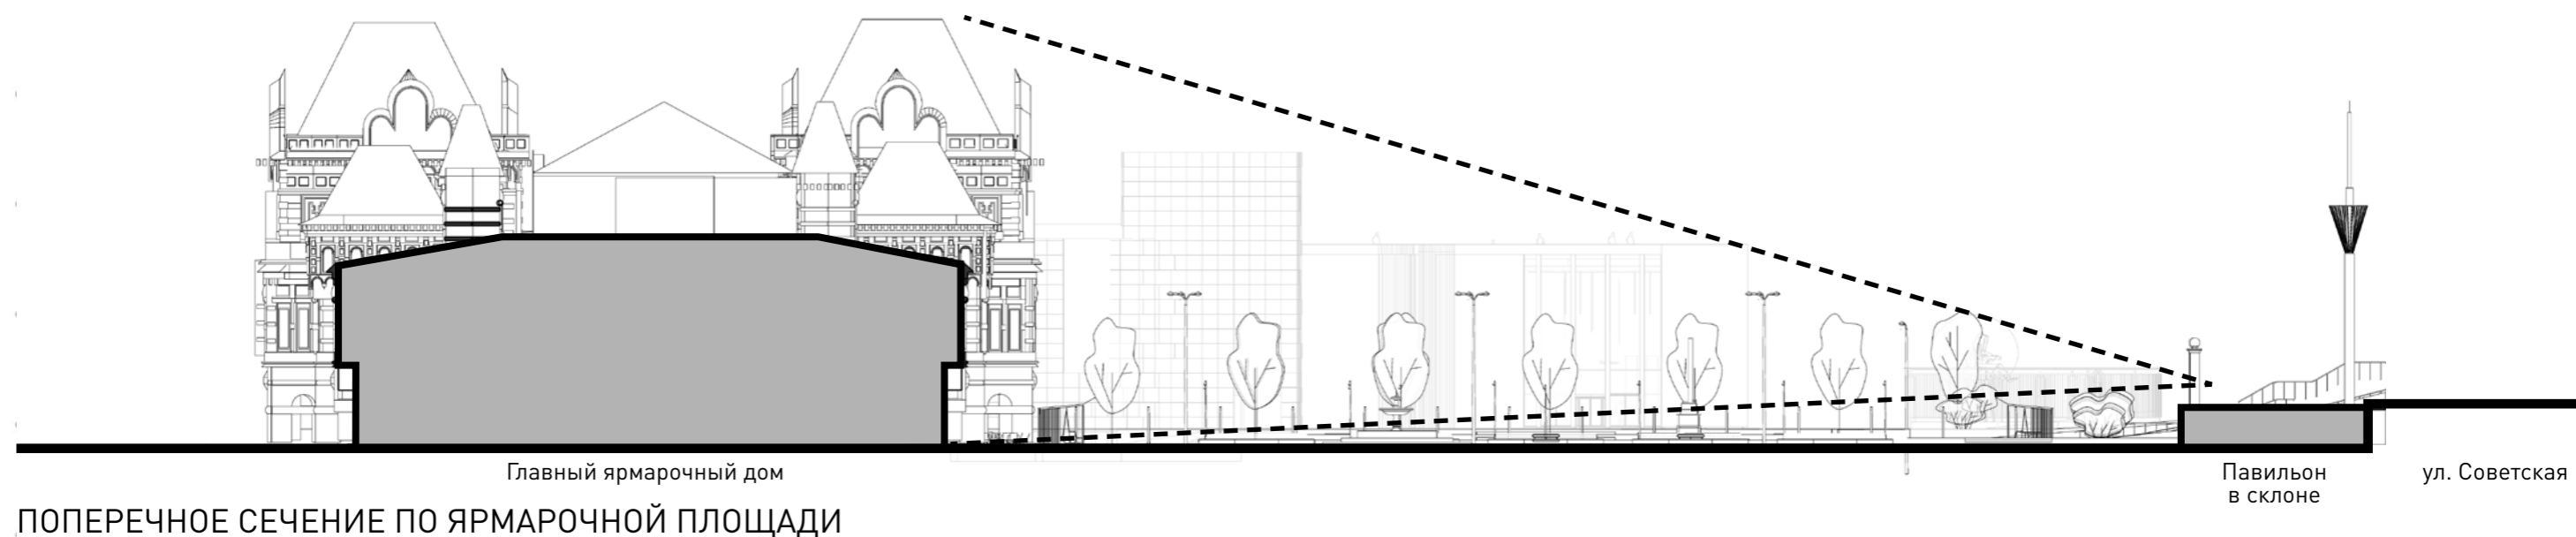 Главный ярмарочный дом
Павильон
в склоне
ул. Советская
ПОПЕРЕЧНОЕ СЕЧЕНИЕ ПО ЯРМАРОЧНОЙ ПЛОЩАДИ